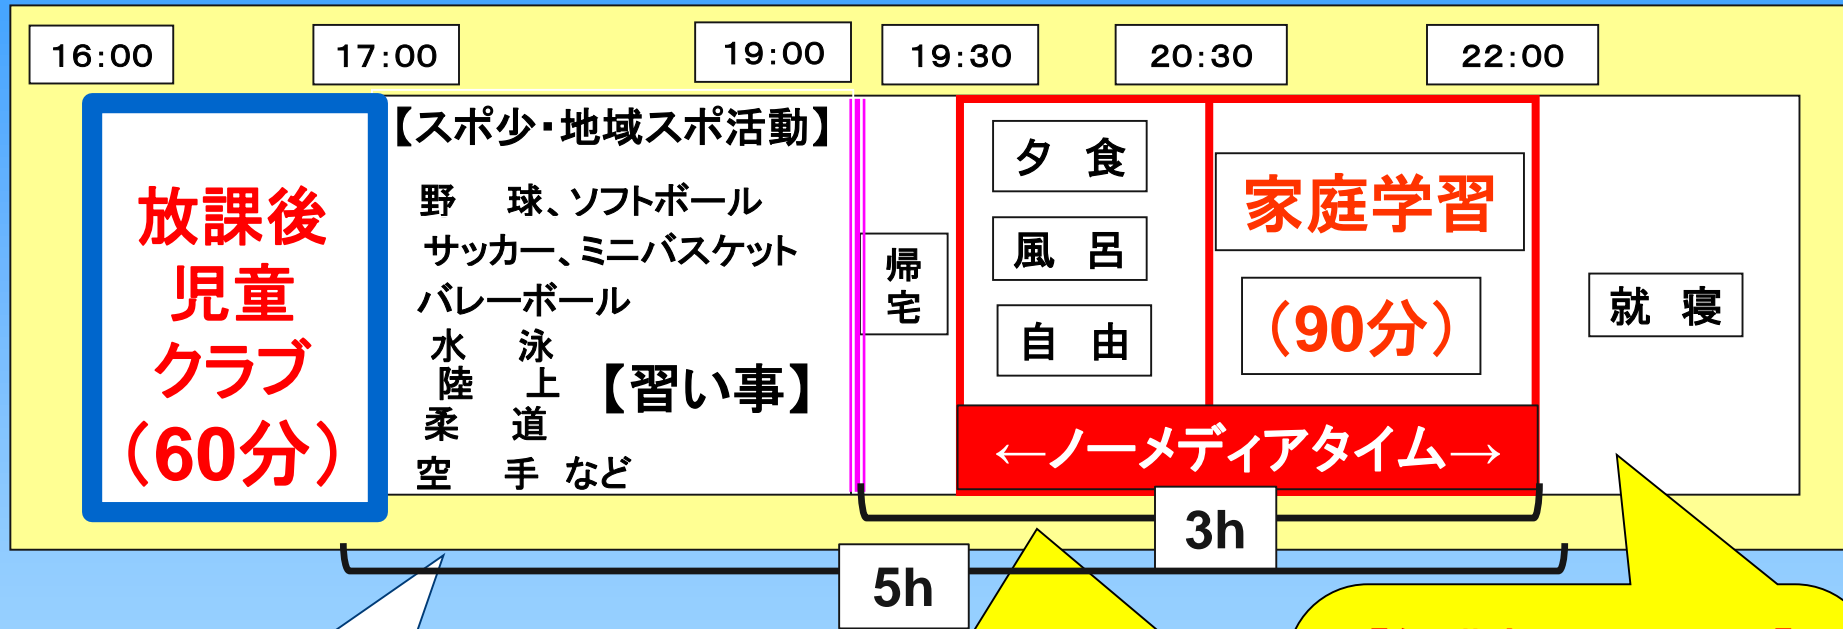 16:00
17:00
19:00
19:30
20:30
22:00
放課後
児童
クラブ
（60分）
【スポ少・地域スポ活動】
野　球、ソフトボール
サッカー、ミニバスケット
バレーボール
水　泳
陸　上
【習い事】
柔　道
空　手 など
帰
宅
夕　食
風　呂
自　由
家庭学習
（90分）
←ノーメディアタイム→
就　寝
3h
5h